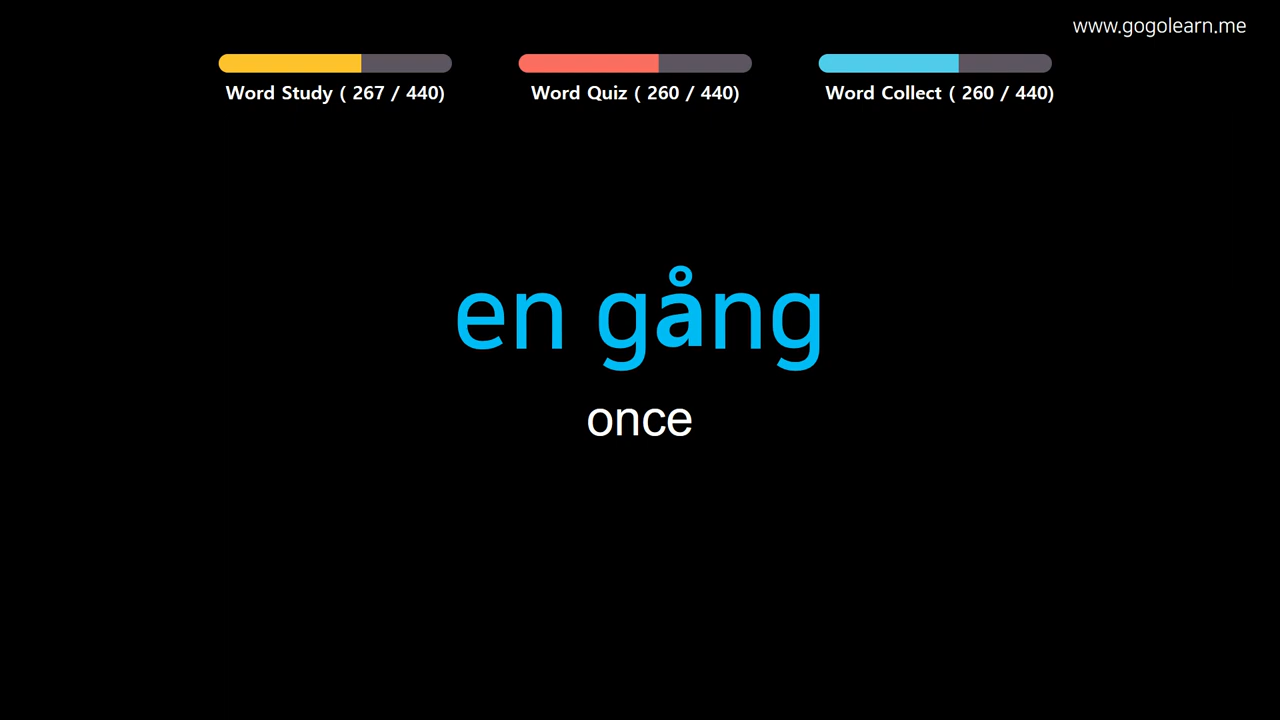 www.gogolearn.me
Word Study ( 267 / 440)
Word Quiz ( 260 / 440)
Word Collect ( 260 / 440)
en gång
once